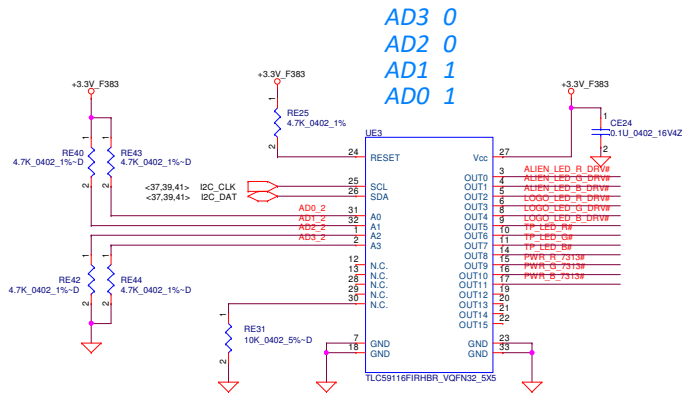 AD3 0
AD2 0
AD1 1
AD0 1
+3.3V_F383
+3.3V_F383
+3.3V_F383
RE40
4.7K_0402_1%~D
RE43
4.7K_0402_1%~D
RE25
4.7K_0402_1%
CE24
0.1U_0402_16V4Z
UE3
24 RESET
Vcc 27
<37,39,41> I2C_CLK 25 SCL
<37,39,41> I2C_DAT 26 SDA
AD0_2 31 A0
AD1_2 32 A1
AD2_2 1 A2
AD3_2 2 A3
12 N.C.
13 N.C.
28 N.C.
29 N.C.
30 N.C.
7 GND
18 GND
OUT0 3 ALIEN_LED_R_DRV#
OUT1 4 ALIEN_LED_G_DRV#
OUT2 5 ALIEN_LED_B_DRV#
OUT3 6 LOGO_LED_R_DRV#
OUT4 8 LOGO_LED_G_DRV#
OUT5 9 LOGO_LED_B_DRV#
OUT6 10 TP_LED_R#
OUT7 11 TP_LED_G#
OUT8 14 TP_LED_B#
OUT9 15 PWR_R_7313#
OUT10 16 PWR_G_7313#
OUT11 17 PWR_B_7313#
OUT12 19
OUT13 20
OUT14 21
OUT15 22
GND 23
GND 33
RE42
4.7K_0402_1%~D
RE44
4.7K_0402_1%~D
RE31
10K_0402_5%~D
TLC59116FIRHBR_VQFN32_5X5
1
2
1
2
1
2
1
2
1
2
1
2
1
2